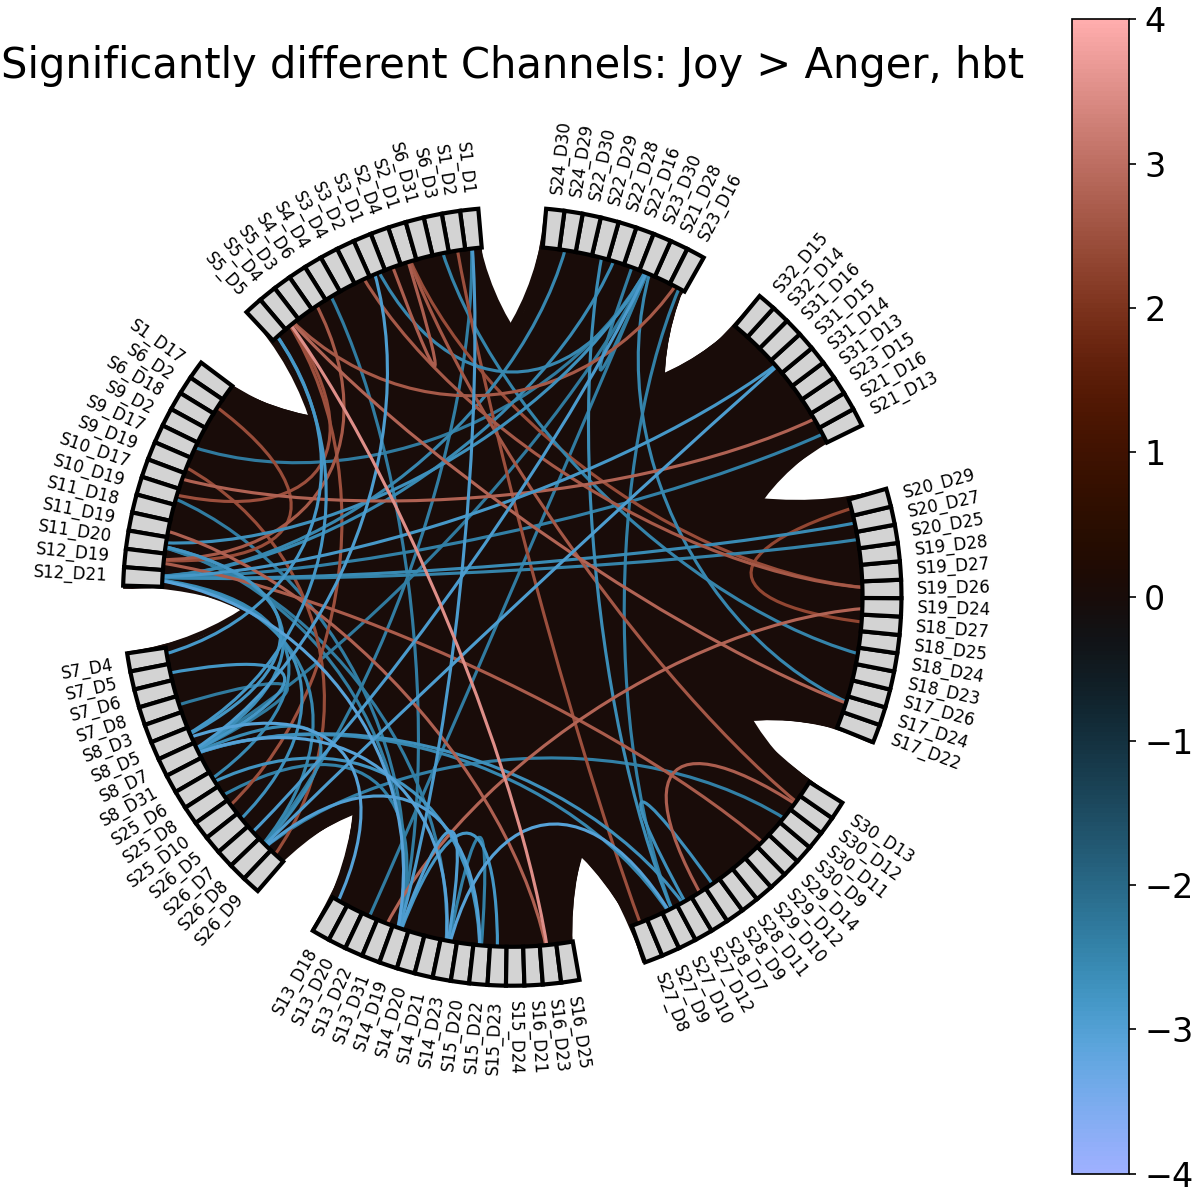 Significantly different Channels: Joy > Anger, hbt
S1_D1
S1_D2
S6_D3
S6_D31
S2_D1
S2_D4
S3_D1
S3_D2
S3_D4
S4_D4
S4_D6
S5_D3
S5_D4
S5_D5
S1_D17
S6_D2
S6_D18
S9_D2
S9_D17
S9_D19
S10_D17
S10_D19
S11_D18
S11_D19
S11_D20
S12_D19
S12_D21
S7_D4
S7_D5
S7_D6
S7_D8
S8_D3
S8_D5
S8_D7
S8_D31
S25_D6
S25_D8
S25_D10
S26_D5
S26_D7
S26_D8
S26_D9
S13_D18
S13_D20
S13_D22
S13_D31
S14_D19
S14_D20
S14_D21
S14_D23
S15_D20
S15_D22
S15_D23
S15_D24
S16_D21
S16_D23
S16_D25
S27_D8
S27_D9
S27_D10
S27_D12
S28_D7
S28_D9
S28_D11
S29_D10
S29_D12
S29_D14
S30_D9
S30_D11
S30_D12
S30_D13
S17_D22
S17_D24
S17_D26
S18_D23
S18_D24
S18_D25
S18_D27
S19_D24
S19_D26
S19_D27
S19_D28
S20_D25
S20_D27
S20_D29
S21_D13
S21_D16
S23_D15
S31_D13
S31_D14
S31_D15
S31_D16
S32_D14
S32_D15
S23_D16
S21_D28
S23_D30
S22_D16
S22_D28
S22_D29
S22_D30
S24_D29
S24_D30
4
3
2
1
0
−1
−2
−3
−4